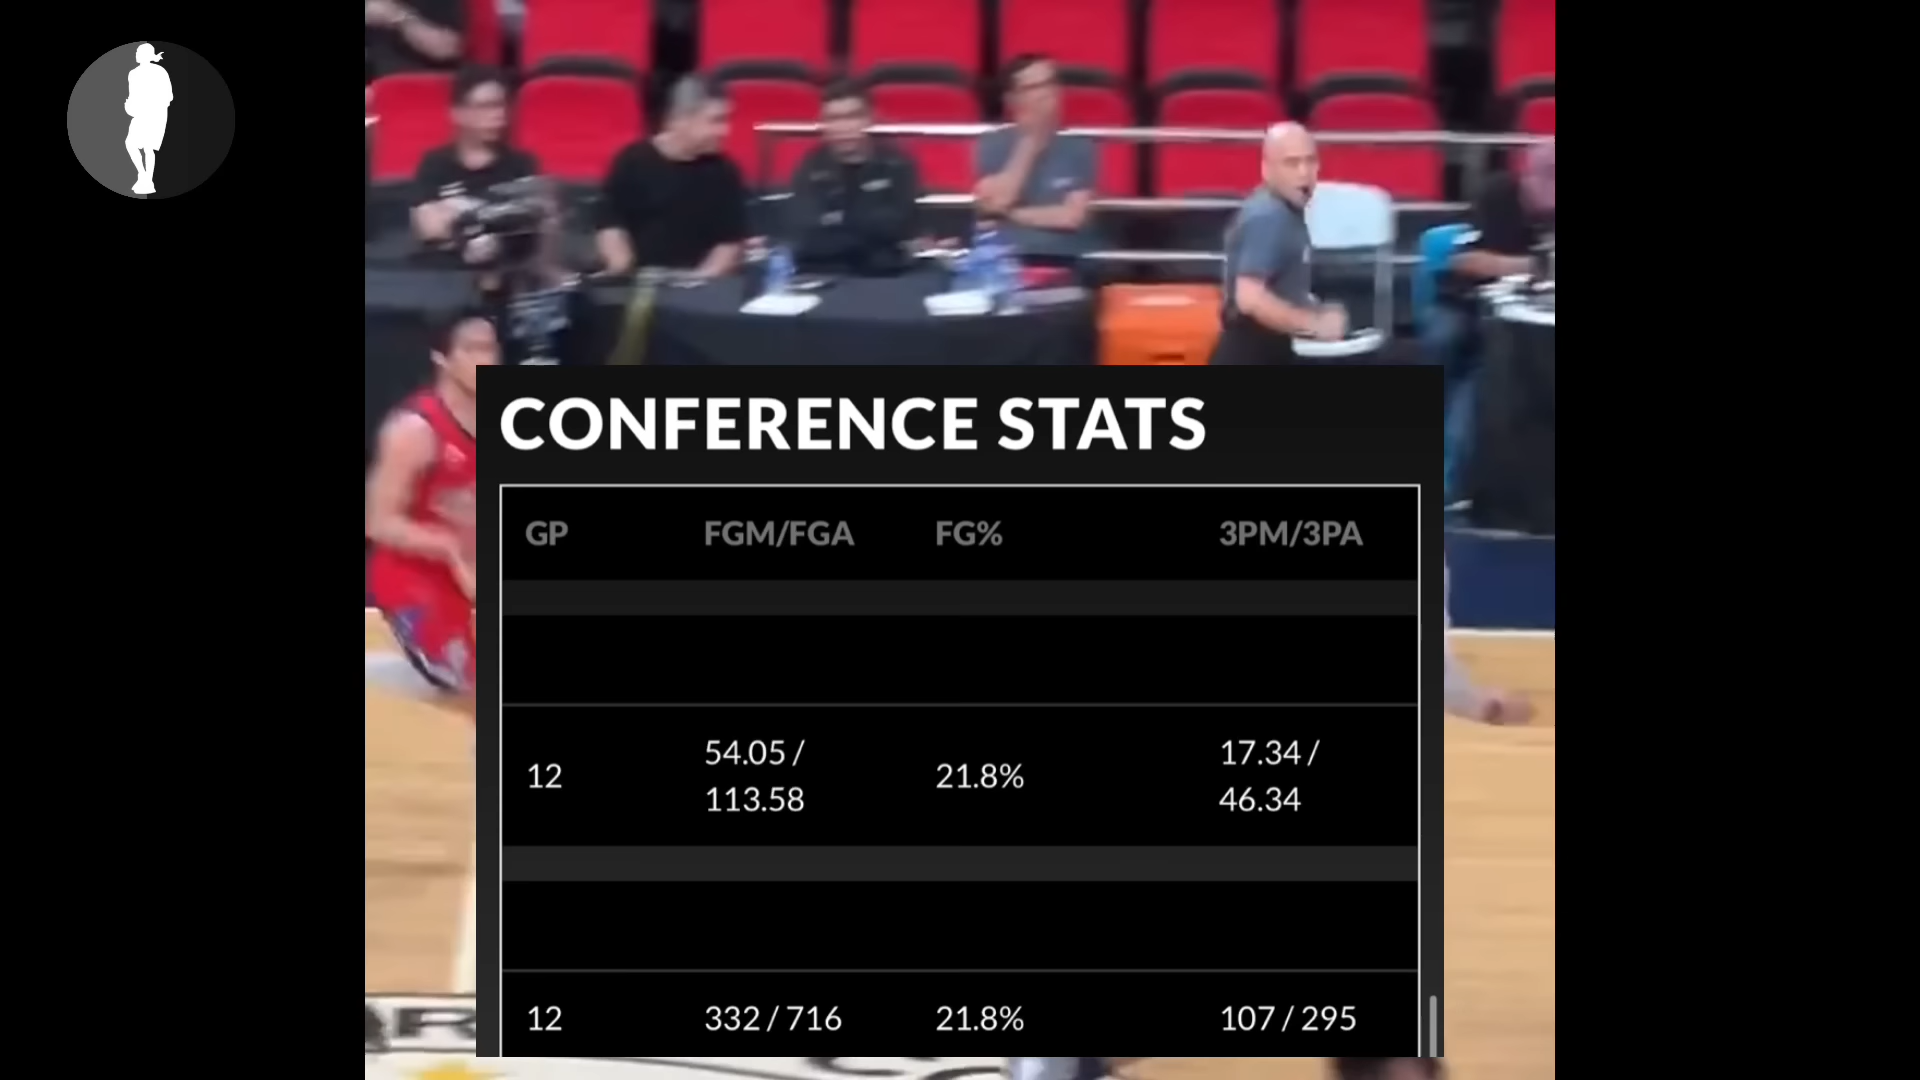 CONFERENCE STATS
GP FGM/FGA FG% 3PM/3PA
12 54.05 / 113.58 21.8% 17.34 / 46.34
12 332 / 716 21.8% 107 / 295